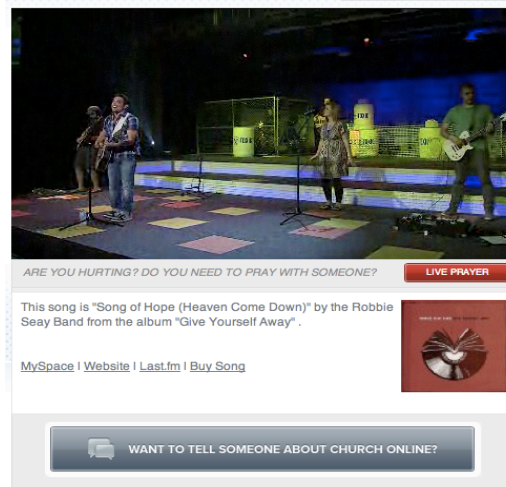 ARE YOU HURTING? DO YOU NEED TO PRAY WITH SOMEONE?
LIVE PRAYER
This song is "Song of Hope (Heaven Come Down)" by the Robbie
Seay Band from the album "Give Yourself Away" .
MySpace | Website | Last.fm | Buy Song
WANT TO TELL SOMEONE ABOUT CHURCH ONLINE?